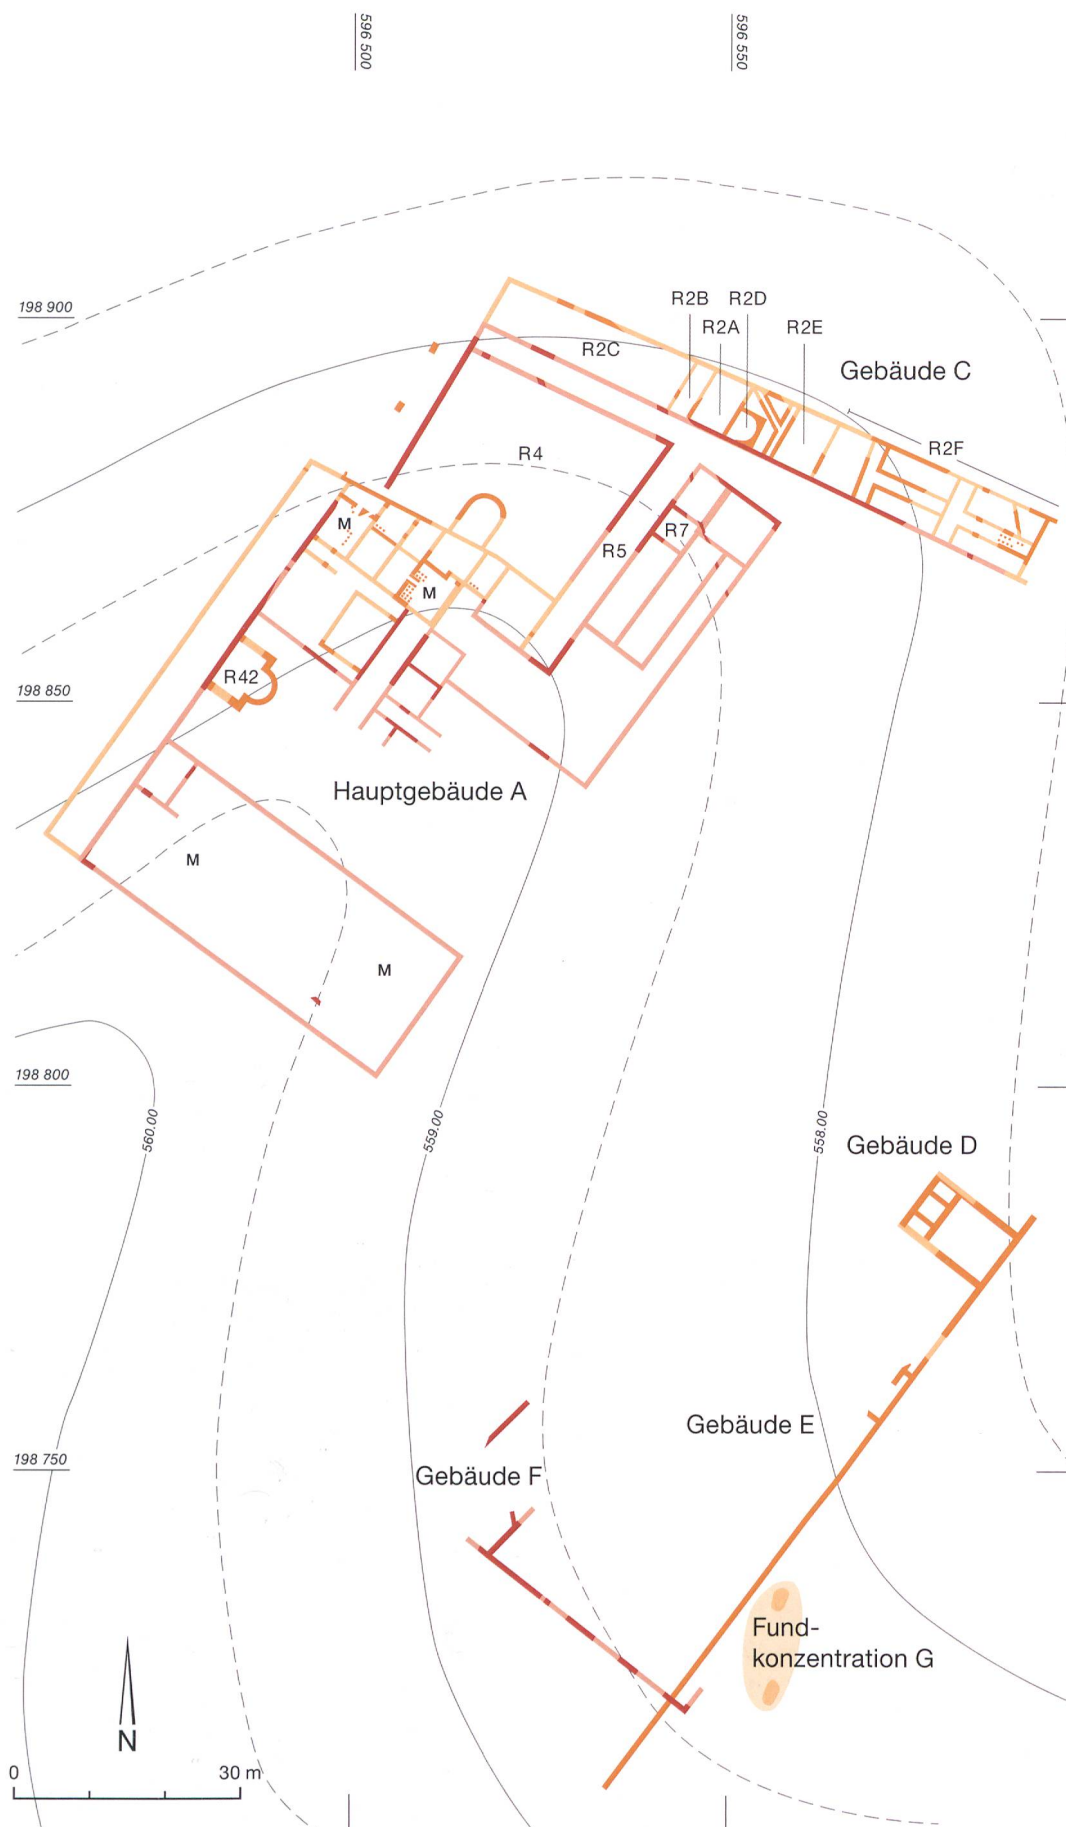 596 500
596 550
198 900
R2B
R2D
R2A
R2E
R2C
Gebäude C
R2F
R4
M
R7
R5
M
R42
198 850
Hauptgebäude A
M
M
198 800
560.00
559.00
558.00
Gebäude D
Gebäude E
198 750
Gebäude F
Fund-
konzentration G
N
0
30 m